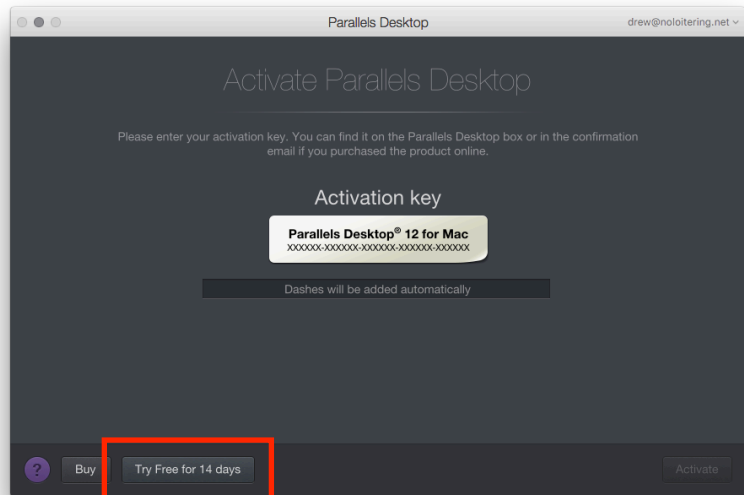 Parallels Desktop
drew@noloitering.net
Activate Parallels Desktop
Please enter your activation key. You can find it on the Parallels Desktop box or in the confirmation
email if you purchased the product online.
Activation key
Parallels Desktop® 12 for Mac
XXXXXX-XXXXXX-XXXXXX-XXXXXX-XXXXXX
Dashes will be added automatically
? Buy Try Free for 14 days Activate